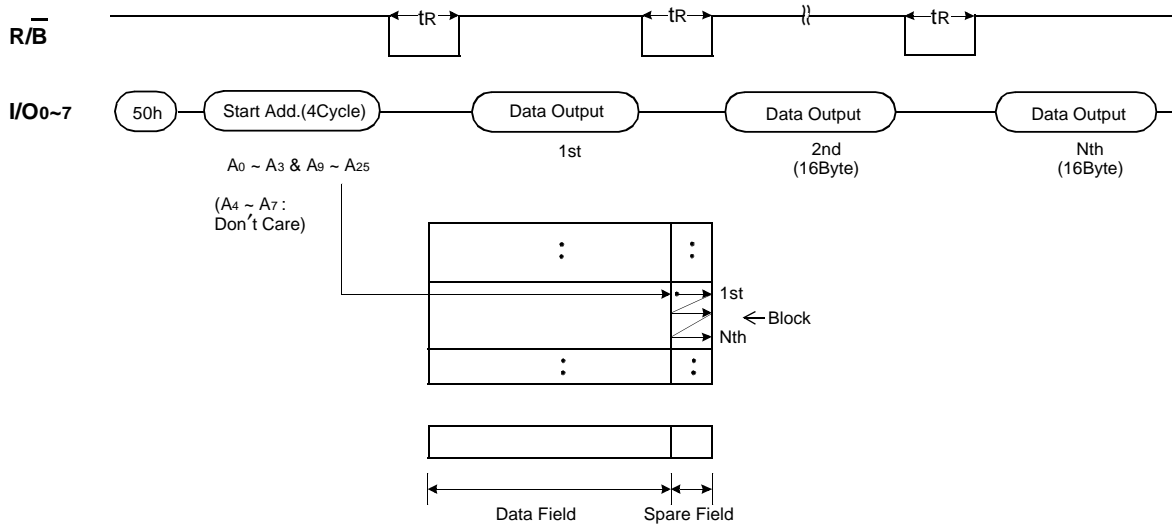 R/B
tR
tR
tR
I/O0~7
50h
Start Add.(4Cycle)
Data Output
Data Output
Data Output
1st
2nd
(16Byte)
Nth
(16Byte)
A0 ~ A3 & A9 ~ A25
(A4 ~ A7 :
Don't Care)
1st
Block
Nth
Data Field
Spare Field